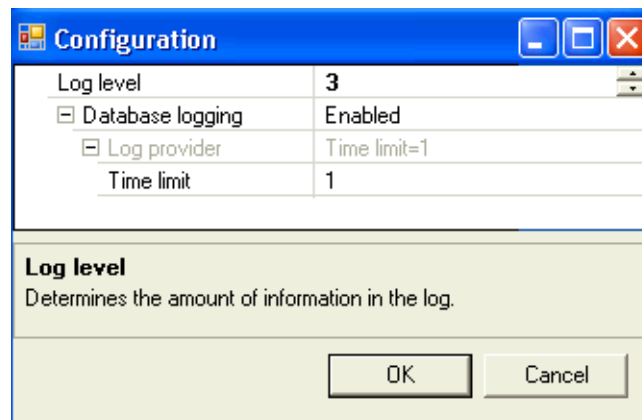 Configuration
Log level 3
Database logging Enabled
Log provider Time limit=1
Time limit 1
Log level
Determines the amount of information in the log.
OK Cancel